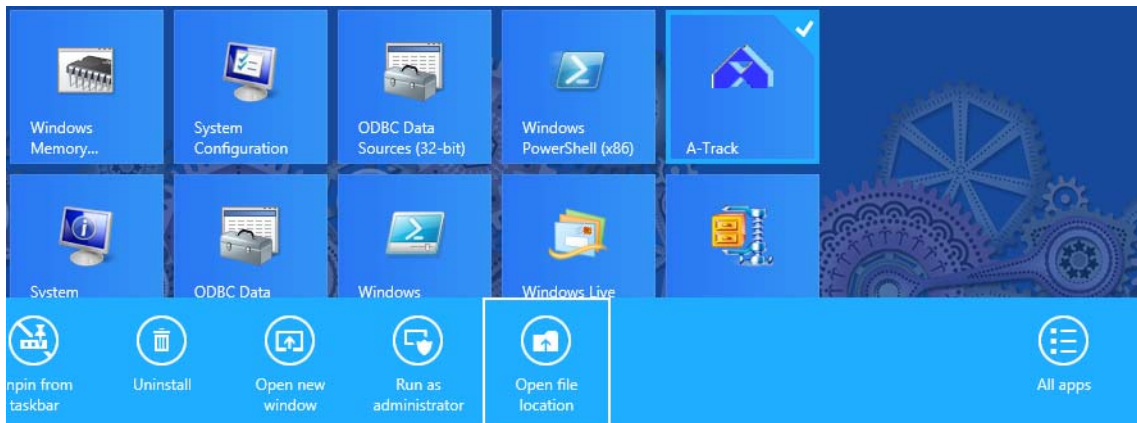 Windows
Memory...
System
Configuration
ODBC Data
Sources (32-bit)
Windows
PowerShell (x86)
A-Track
System
ODBC Data
Windows
Windows Live
npin from
taskbar
Uninstall
Open new
window
Run as
administrator
Open file
location
All apps